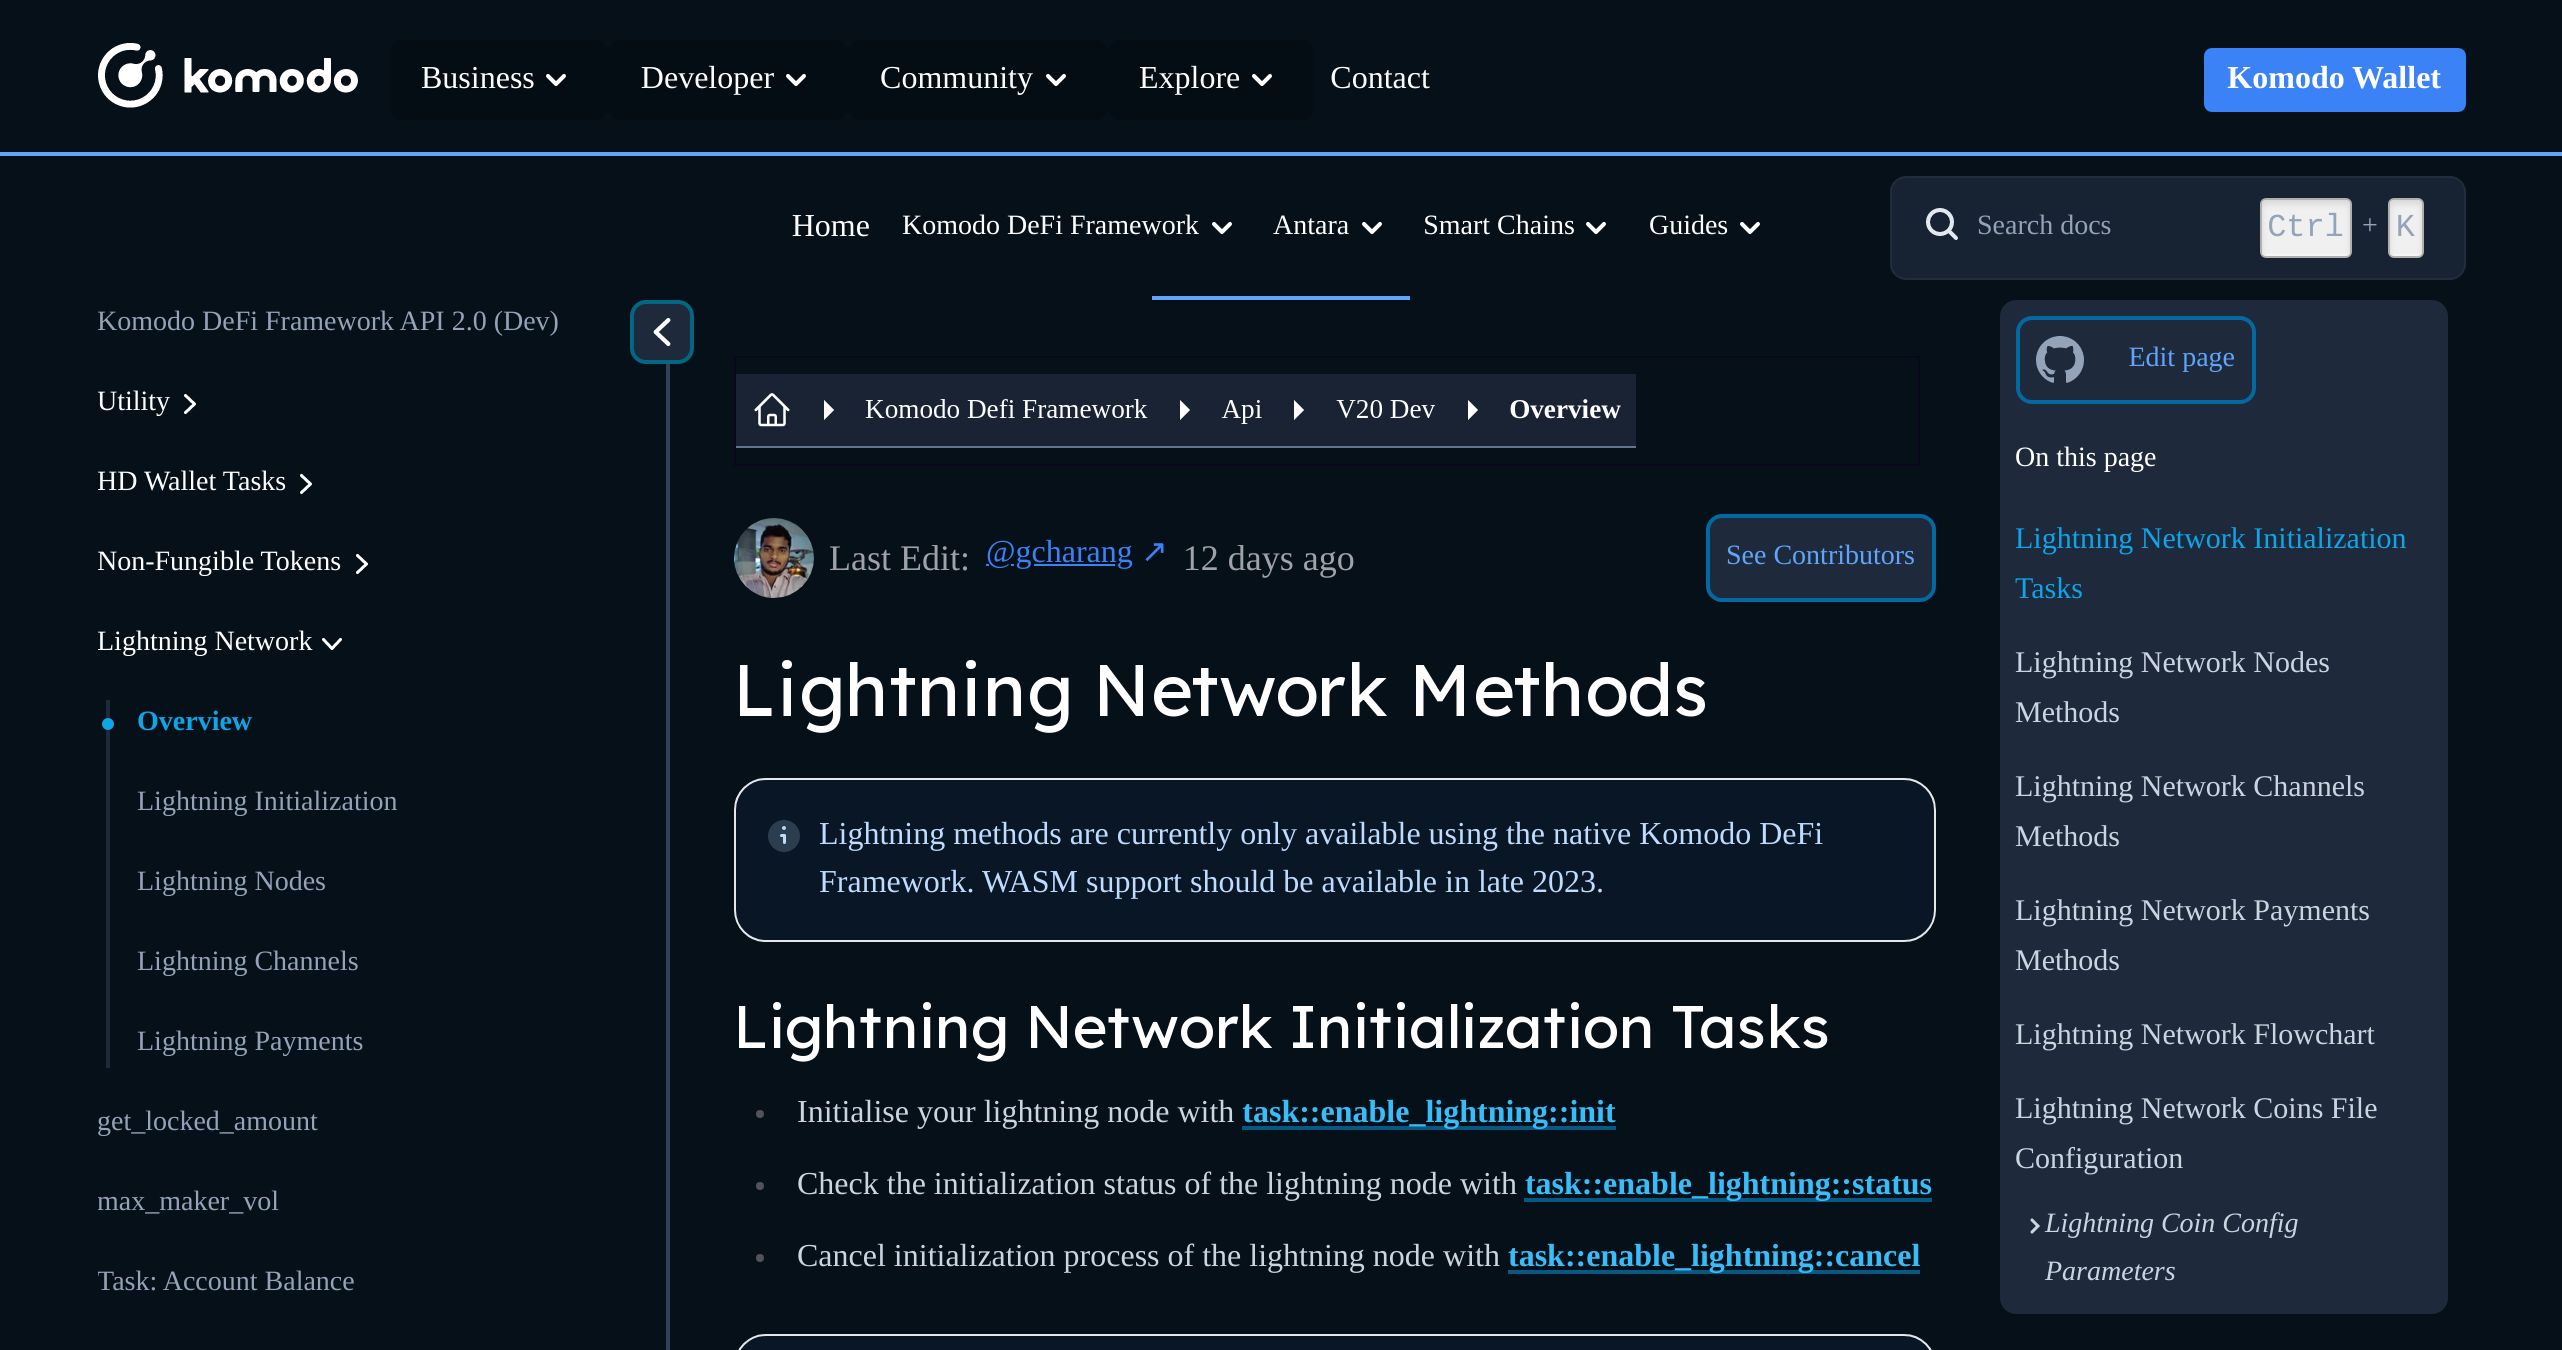 komodo
Business
Developer
Community
Explore
Contact
Komodo Wallet
Home
Komodo DeFi Framework
Antara
Smart Chains
Guides
Search docs
Ctrl + K
Komodo DeFi Framework API 2.0 (Dev)
Utility
HD Wallet Tasks
Non-Fungible Tokens
Lightning Network
Overview
Lightning Initialization
Lightning Nodes
Lightning Channels
Lightning Payments
get_locked_amount
max_maker_vol
Task: Account Balance
Komodo Defi Framework
Api
V20 Dev
Overview
Last Edit: @gcharang ↗ 12 days ago
See Contributors
Lightning Network Methods
Lightning methods are currently only available using the native Komodo DeFi
Framework. WASM support should be available in late 2023.
Lightning Network Initialization Tasks
Initialise your lightning node with task::enable_lightning::init
Check the initialization status of the lightning node with task::enable_lightning::status
Cancel initialization process of the lightning node with task::enable_lightning::cancel
Edit page
On this page
Lightning Network Initialization
Tasks
Lightning Network Nodes
Methods
Lightning Network Channels
Methods
Lightning Network Payments
Methods
Lightning Network Flowchart
Lightning Network Coins File
Configuration
Lightning Coin Config
Parameters